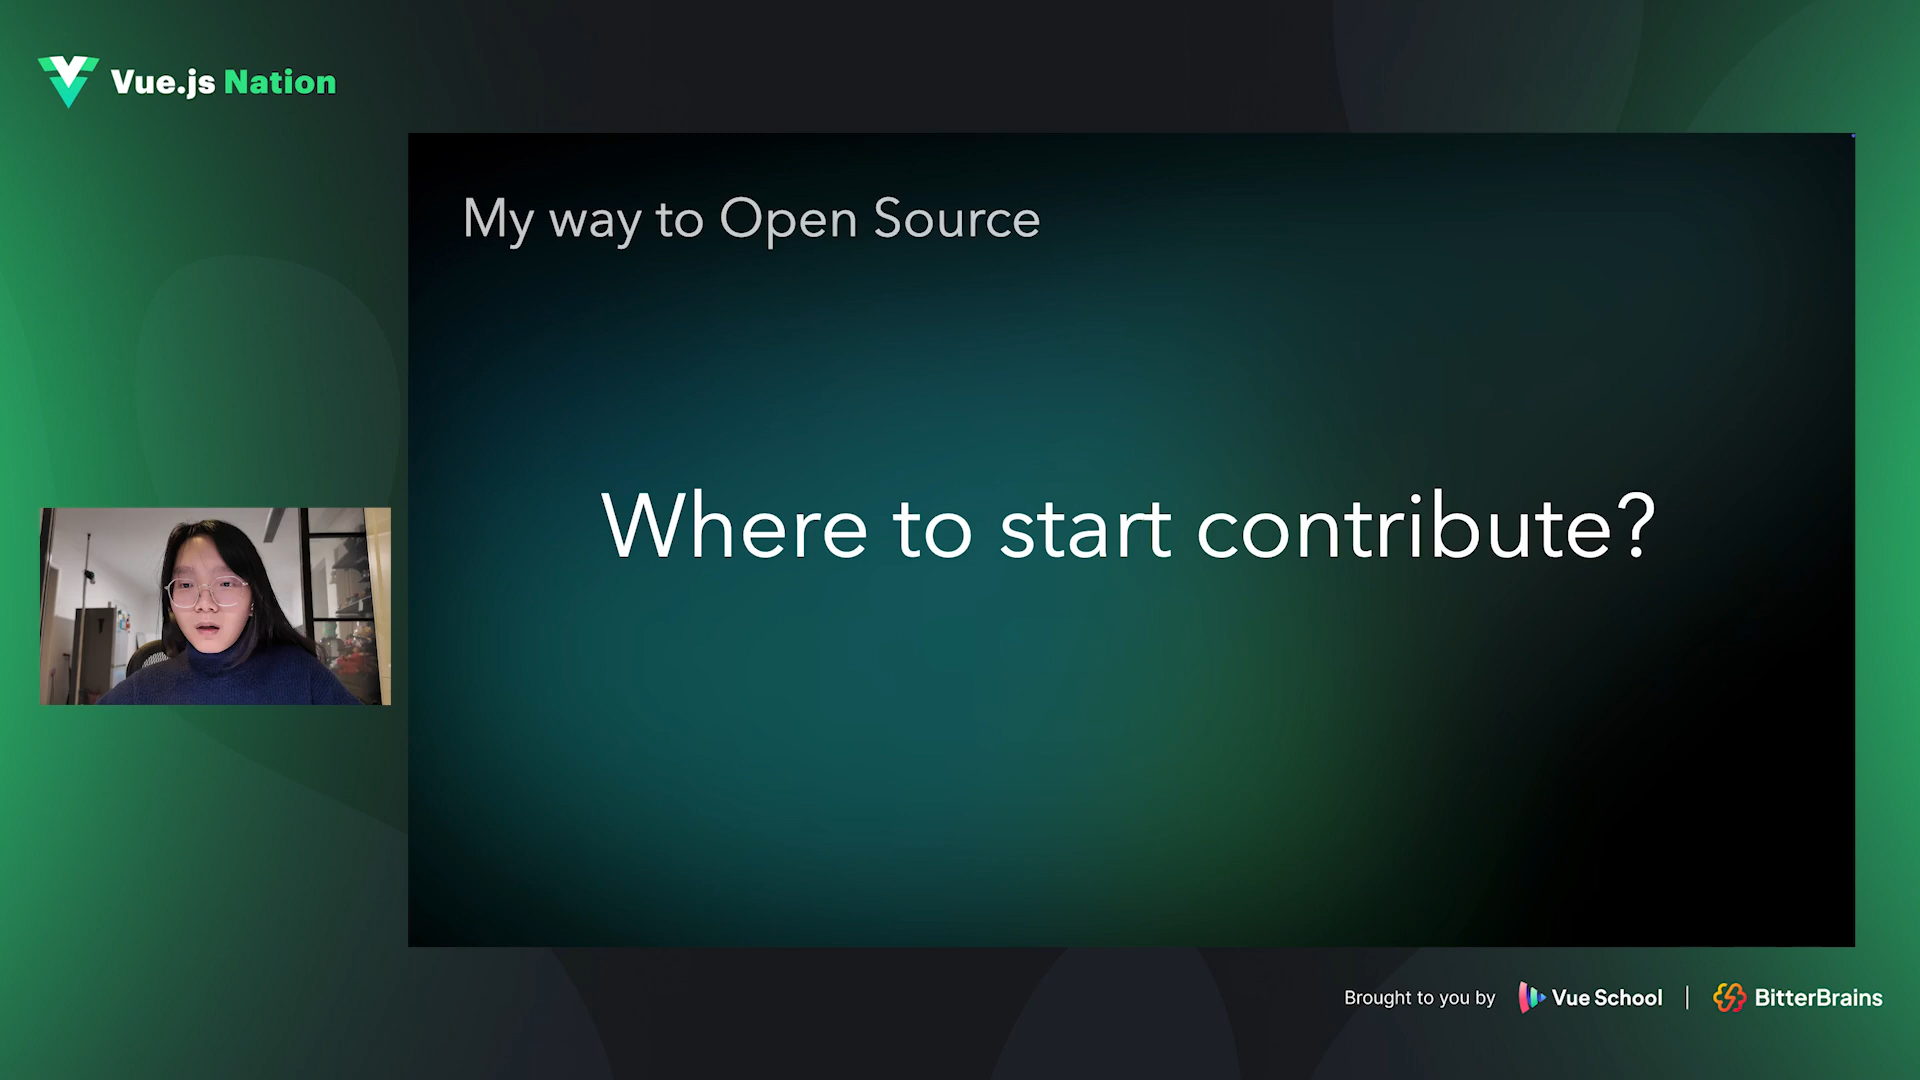 Vue.js Nation
My way to Open Source
Where to start contribute?
Brought to you by Vue School | BitterBrains